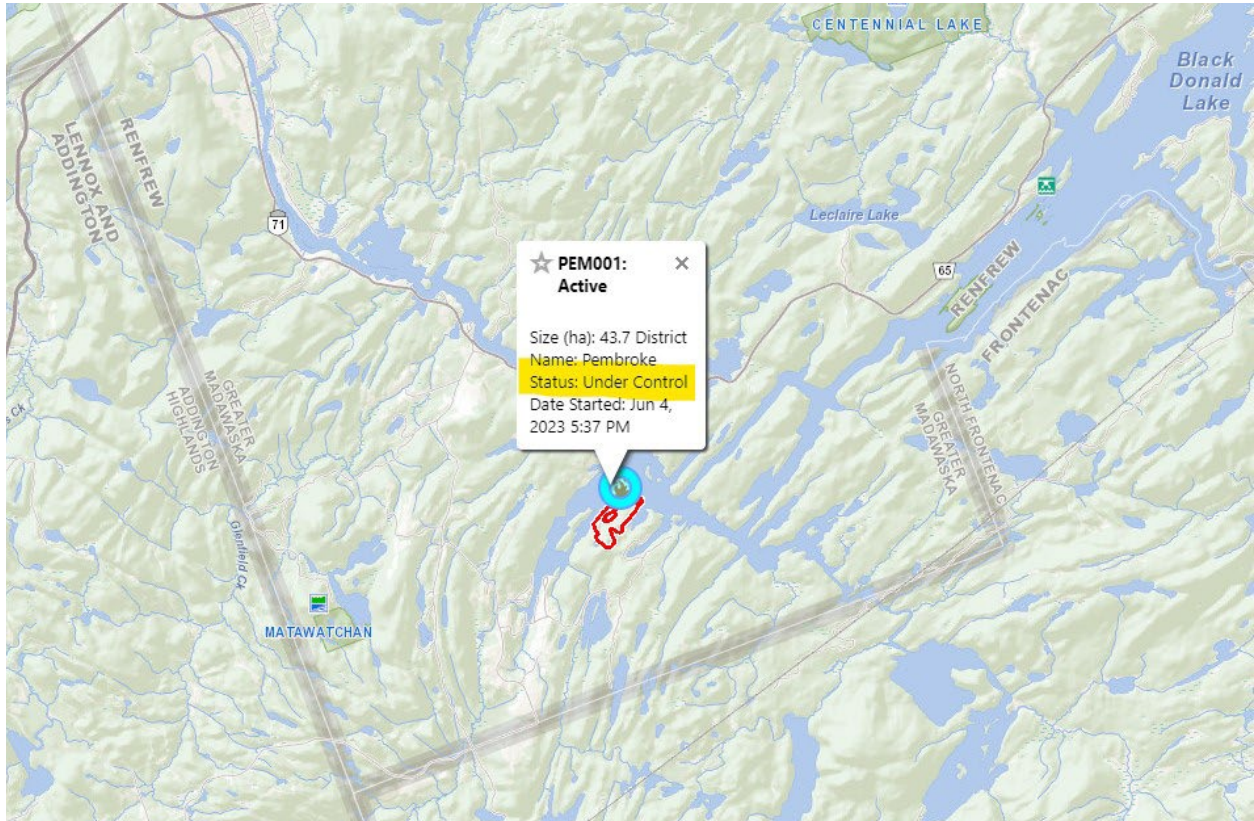 CENTENNIAL LAKE
Black
Donald
Lake
RENFREW
LENNOX AND
ADDINGTON
71
Leclaire Lake
65
RENFREW
FRONTENAC
PEM001:
Active
Size (ha): 43.7 District
Name: Pembroke
Status: Under Control
Date Started: Jun 4,
2023 5:37 PM
GREATER
MADAWASKA
ADDINGTON
HIGHLANDS
s Ck
NORTH FRONTENAC
GREATER
MADAWASKA
Glenfield Ck
MATAWATCHAN